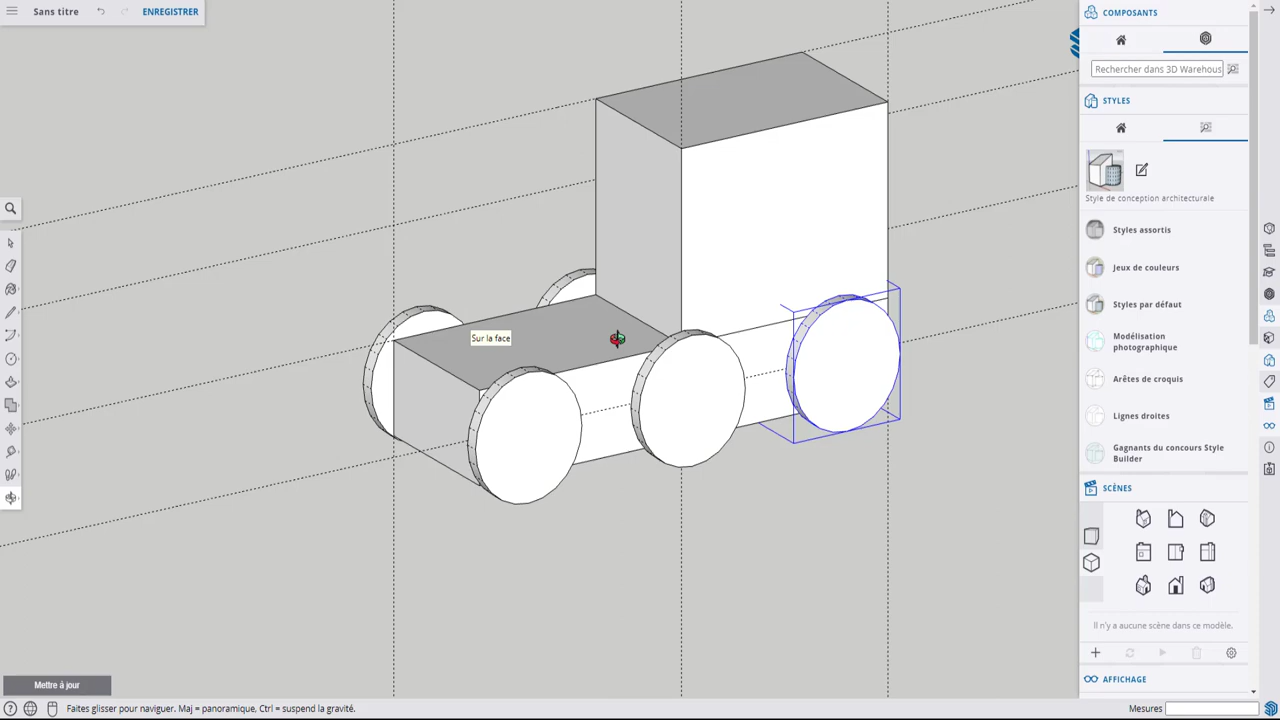 Sans titre
ENREGISTRER
COMPOSANTS
Rechercher dans 3D Warehous
STYLES
Style de conception architecturale
Styles assortis
Jeux de couleurs
Styles par défaut
Modélisation
photographique
Arêtes de croquis
Lignes droites
Gagnants du concours Style
Builder
SCÈNES
Il n'y a aucune scène dans ce modèle.
AFFICHAGE
Sur la face
Mettre à jour
Faites glisser pour naviguer. Maj = panoramique, Ctrl = suspend la gravité.
Mesures